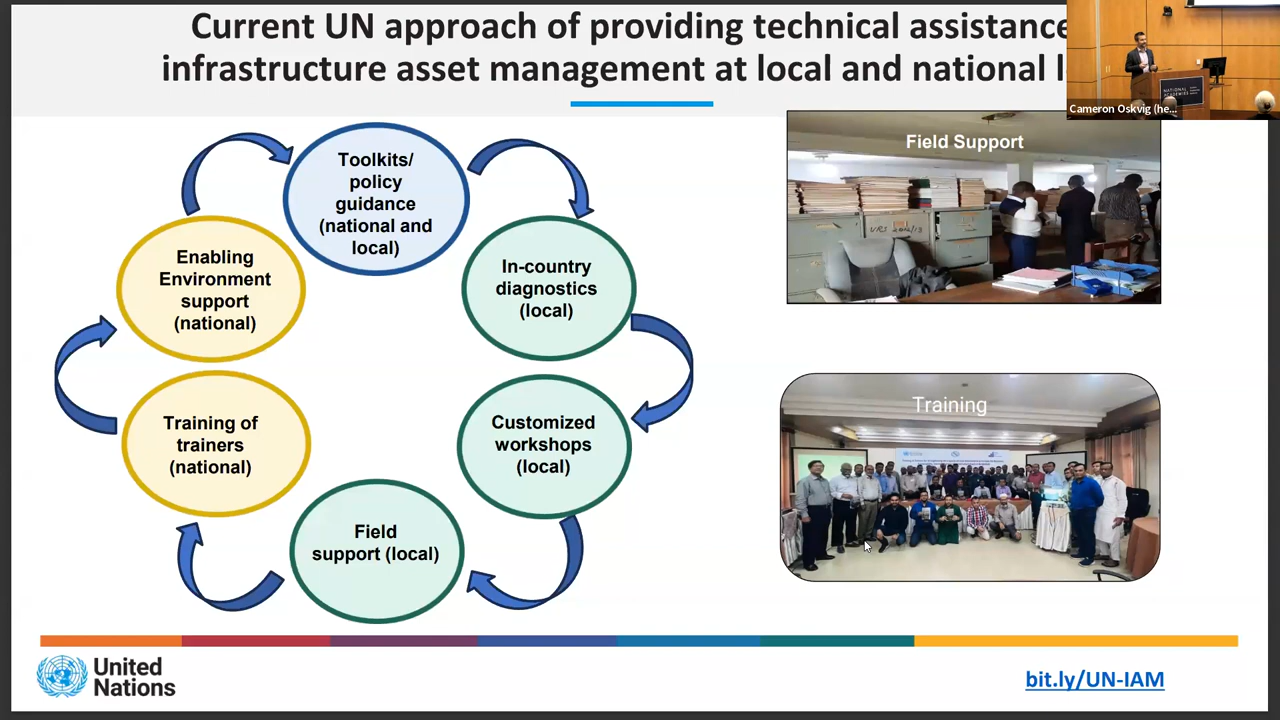 Current UN approach of providing technical assistance
infrastructure asset management at local and national l
Cameron Oskvig (he...
NATIONAL
ACADEMIES
Toolkits/
policy
guidance
(national and
local)
In-country
diagnostics
(local)
Customized
workshops
(local)
Field
support (local)
Training of
trainers
(national)
Enabling
Environment
support
(national)
Field Support
Training
United
Nations
bit.ly/UN-IAM